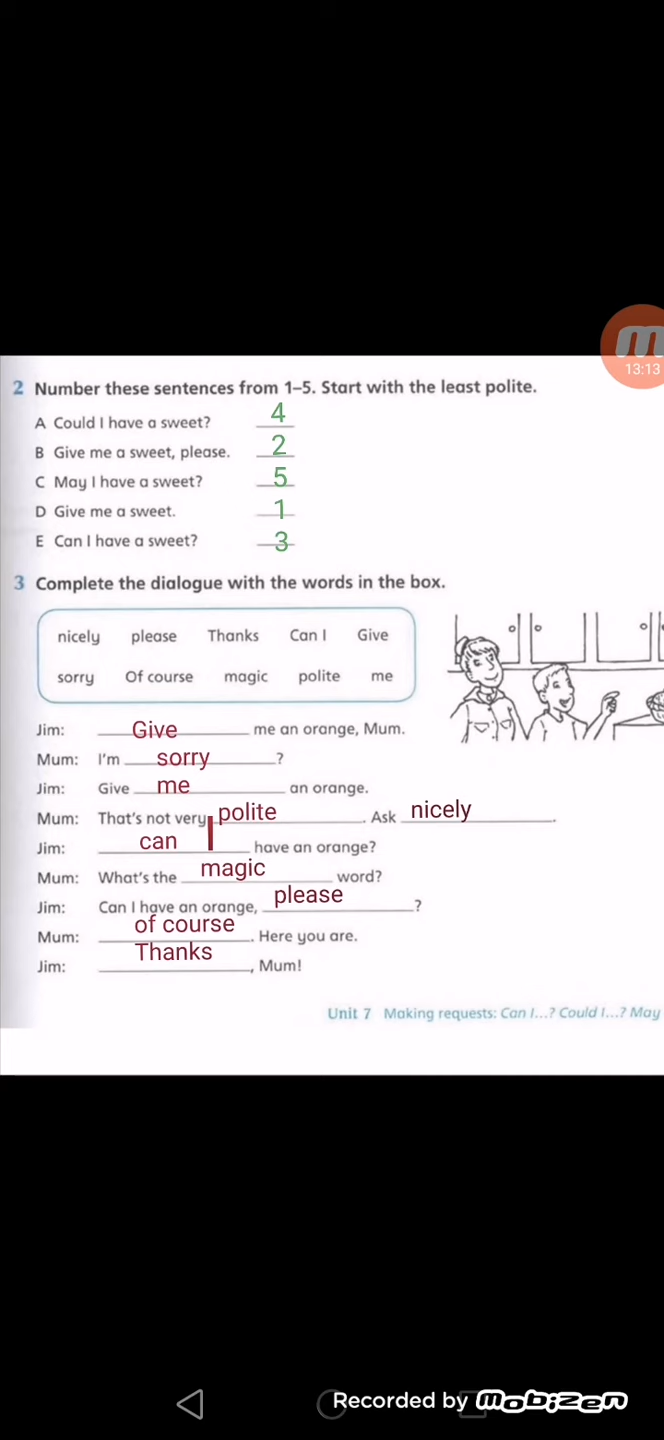 13:13
2 Number these sentences from 1–5. Start with the least polite.
A Could I have a sweet? 4
B Give me a sweet, please. 2
C May I have a sweet? 5
D Give me a sweet. 1
E Can I have a sweet? 3
3 Complete the dialogue with the words in the box.
nicely please Thanks Can I Give
sorry Of course magic polite me
Jim: Give me an orange, Mum.
Mum: I'm sorry ?
Jim: Give me an orange.
Mum: That's not very polite. Ask nicely.
Jim: can I have an orange?
Mum: What's the magic word?
Jim: Can I have an orange, please?
Mum: of course. Here you are.
Jim: Thanks, Mum!
Unit 7 Making requests: Can I...? Could I...? May
Recorded by mobizen